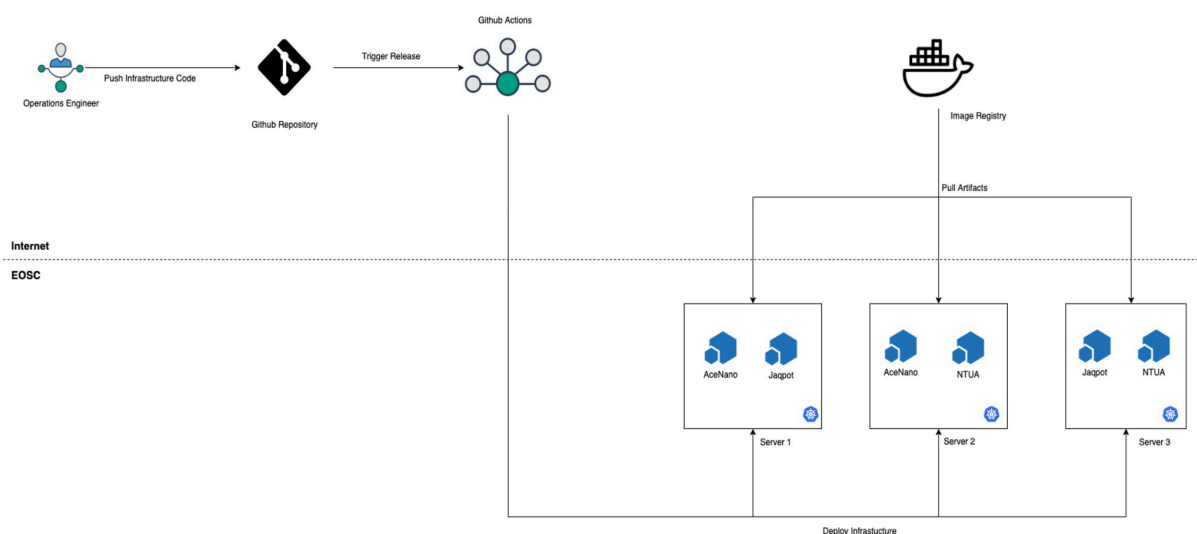 Github Actions
Trigger Release
Push Infrastructure Code
Operations Engineer
Github Repository
Image Registry
Pull Artifacts
Internet
EOSC
AceNano
Jaqpot
AceNano
NTUA
Jaqpot
NTUA
Server 1
Server 2
Server 3
Deploy Infrastucture